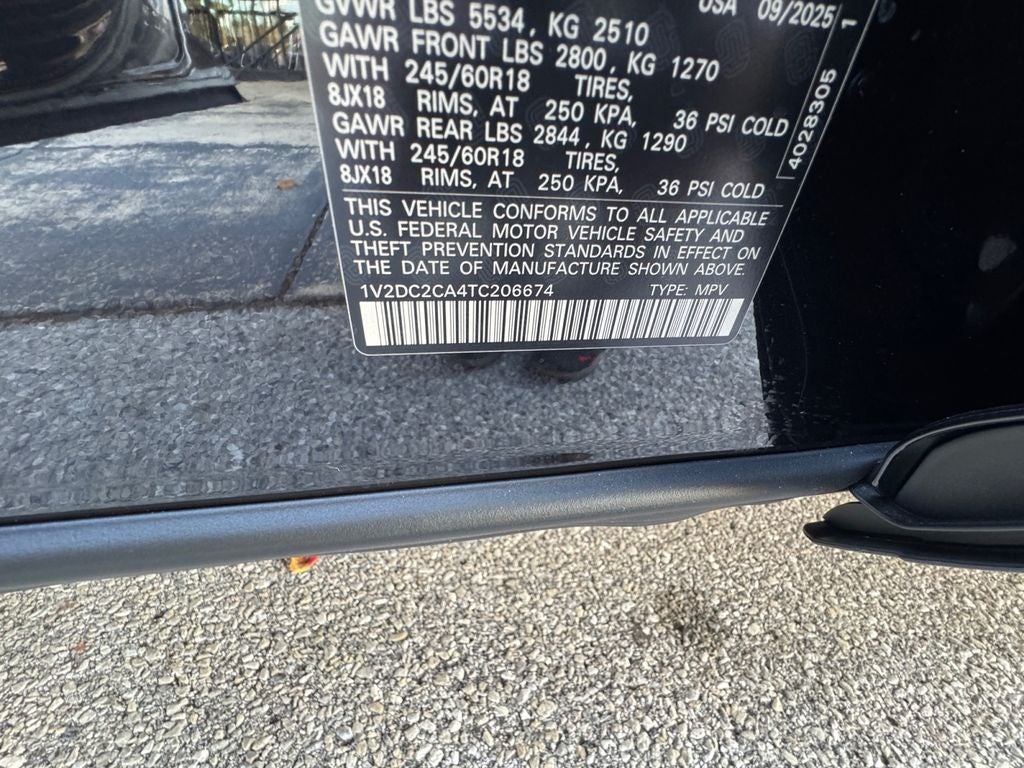 USA 09/2025 1
GVWR LBS 5534, KG 2510
GAWR FRONT LBS 2800, KG 1270
WITH 245/60R18 TIRES,
8JX18 RIMS, AT 250 KPA, 36 PSI COLD
GAWR REAR LBS 2844, KG 1290
WITH 245/60R18 TIRES,
8JX18 RIMS, AT 250 KPA, 36 PSI COLD
4028305
THIS VEHICLE CONFORMS TO ALL APPLICABLE
U.S. FEDERAL MOTOR VEHICLE SAFETY AND
THEFT PREVENTION STANDARDS IN EFFECT ON
THE DATE OF MANUFACTURE SHOWN ABOVE.
1V2DC2CA4TC206674 TYPE: MPV